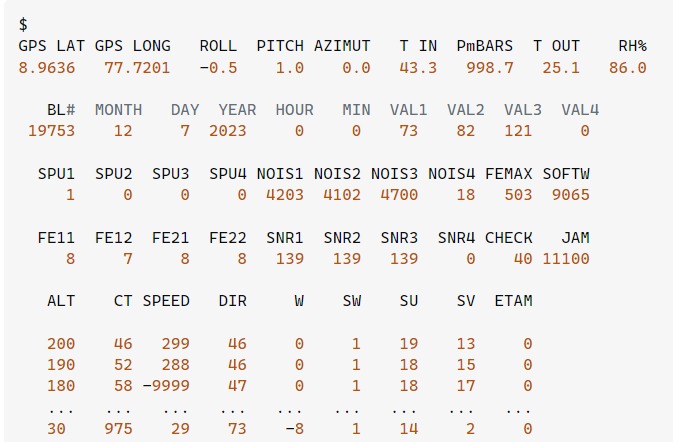 $
GPS LAT GPS LONG ROLL PITCH AZIMUT T IN PmBARS T OUT RH%
8.9636 77.7201 −0.5 1.0 0.0 43.3 998.7 25.1 86.0
BL# MONTH DAY YEAR HOUR MIN VAL1 VAL2 VAL3 VAL4
19753 12 7 2023 0 0 73 82 121 0
SPU1 SPU2 SPU3 SPU4 NOIS1 NOIS2 NOIS3 NOIS4 FEMAX SOFTW
1 0 0 0 4203 4102 4700 18 503 9065
FE11 FE12 FE21 FE22 SNR1 SNR2 SNR3 SNR4 CHECK JAM
8 7 8 8 139 139 139 0 40 11100
ALT CT SPEED DIR W SW SU SV ETAM
200 46 299 46 0 1 19 13 0
190 52 288 46 0 1 18 15 0
180 58 −9999 47 0 1 18 17 0
... ... ... ... ... ... ... ... ...
30 975 29 73 −8 1 14 2 0